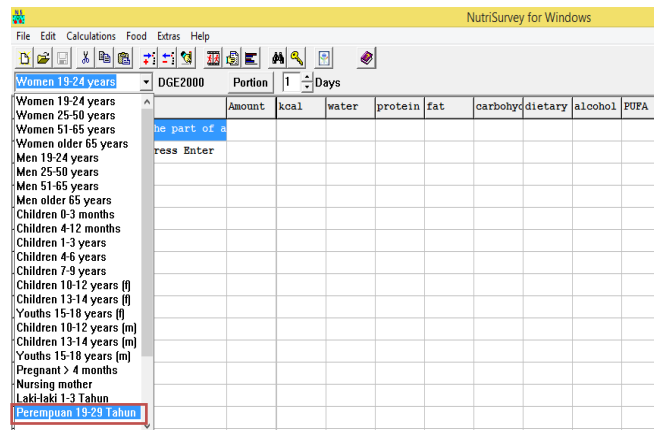 NutriSurvey for Windows
File Edit Calculations Food Extras Help
Women 19-24 years DGE2000 Portion 1 Days
Amount kcal water protein fat carbohyd dietary alcohol PUFA
Women 19-24 years
Women 25-50 years he part of a
Women 51-65 years
Women older 65 years ress Enter
Men 19-24 years
Men 25-50 years
Men 51-65 years
Men older 65 years
Children 0-3 months
Children 4-12 months
Children 1-3 years
Children 4-6 years
Children 7-9 years
Children 10-12 years (f)
Children 13-14 years (f)
Youths 15-18 years (f)
Children 10-12 years (m)
Children 13-14 years (m)
Youths 15-18 years (m)
Pregnant > 4 months
Nursing mother
Laki-laki 1-3 Tahun
Perempuan 19-29 Tahun